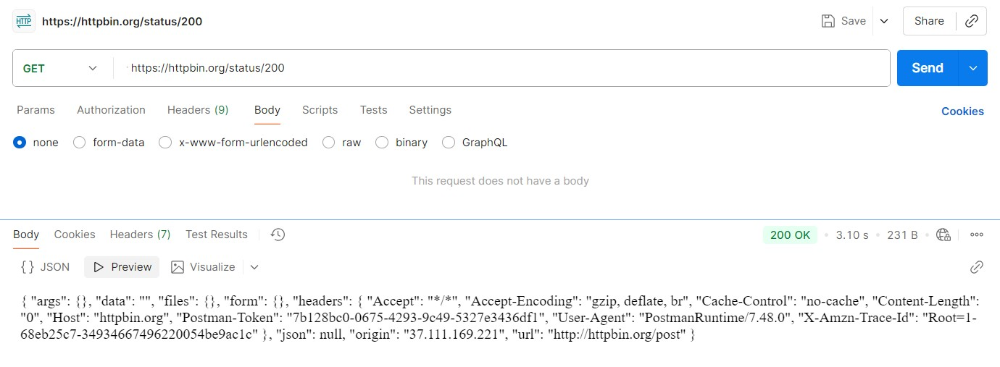 HTTP https://httpbin.org/status/200 Save Share
GET https://httpbin.org/status/200 Send
Params Authorization Headers (9) Body Scripts Tests Settings Cookies
none form-data x-www-form-urlencoded raw binary GraphQL
This request does not have a body
Body Cookies Headers (7) Test Results 200 OK • 3.10 s • 231 B •
{} JSON Preview Visualize
{ "args": {}, "data": "", "files": {}, "form": {}, "headers": { "Accept": "*/*", "Accept-Encoding": "gzip, deflate, br", "Cache-Control": "no-cache", "Content-Length":
"0", "Host": "httpbin.org", "Postman-Token": "7b128bc0-0675-4293-9c49-5327e3436df1", "User-Agent": "PostmanRuntime/7.48.0", "X-Amzn-Trace-Id": "Root=1-
68eb25c7-34934667496220054be9ac1c" }, "json": null, "origin": "37.111.169.221", "url": "http://httpbin.org/post" }